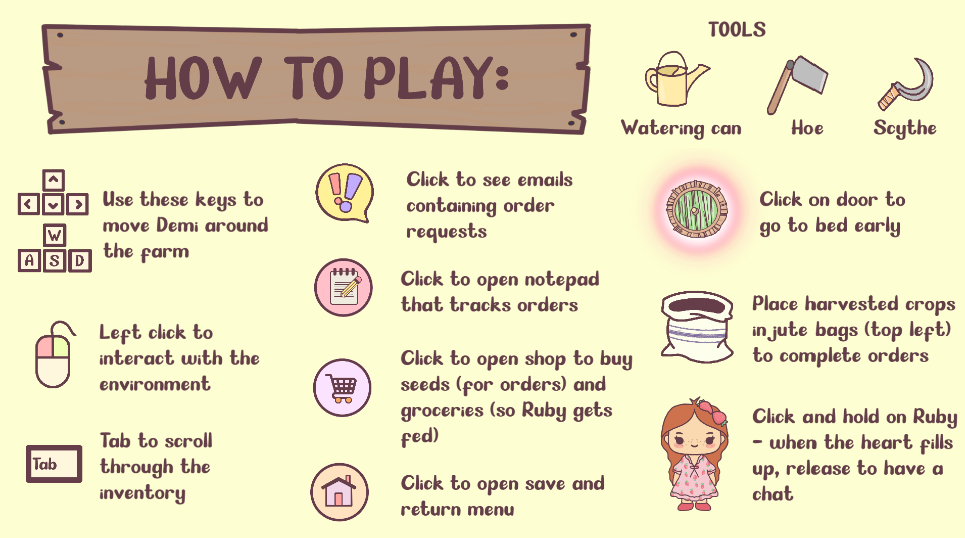 HOW TO PLAY:
TOOLS
Watering can
Hoe
Scythe
W
A S D
Use these keys to
move Demi around
the farm
Left click to
interact with the
environment
Tab
Tab to scroll
through the
inventory
Click to see emails
containing order
requests
Click to open notepad
that tracks orders
Click to open shop to buy
seeds (for orders) and
groceries (so Ruby gets
fed)
Click to open save and
return menu
Click on door to
go to bed early
Place harvested crops
in jute bags (top left)
to complete orders
Click and hold on Ruby
- when the heart fills
up, release to have a
chat